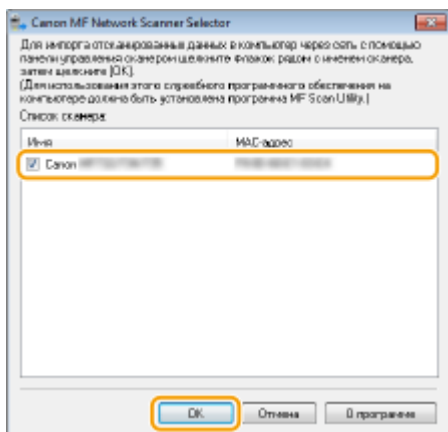 Canon MF Network Scanner Selector
Для импорта отсканированных данных в компьютер через сеть с помощью
панели управления сканером щелкните флажок рядом с именем сканера,
затем щелкните [OK].
(Для использования этого служебного программного обеспечения на
компьютере должна быть установлена программа MF Scan Utility.)
Список сканера:
Имя MAC-адрес
Canon
OK Отмена О программе